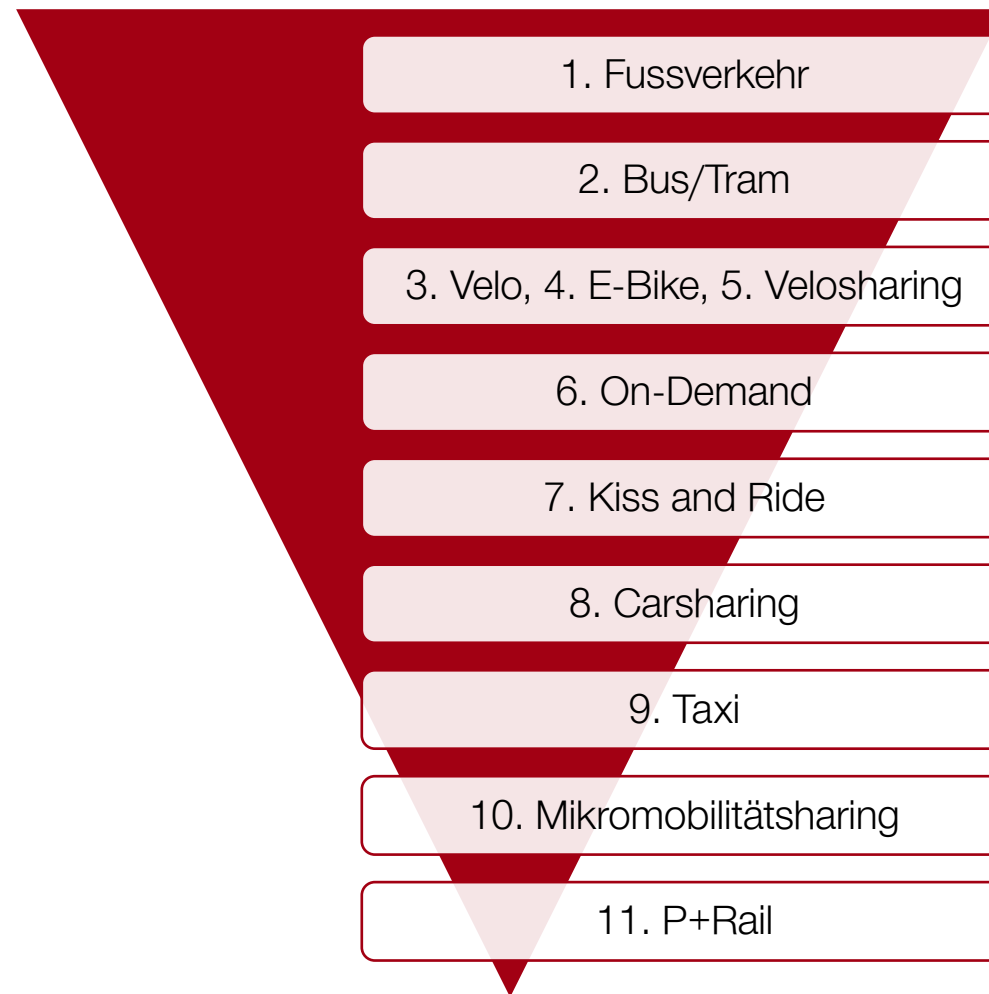 1. Fussverkehr
2. Bus/Tram
3. Velo, 4. E-Bike, 5. Velosharing
6. On-Demand
7. Kiss and Ride
8. Carsharing
9. Taxi
10. Mikromobilitätsharing
11. P+Rail